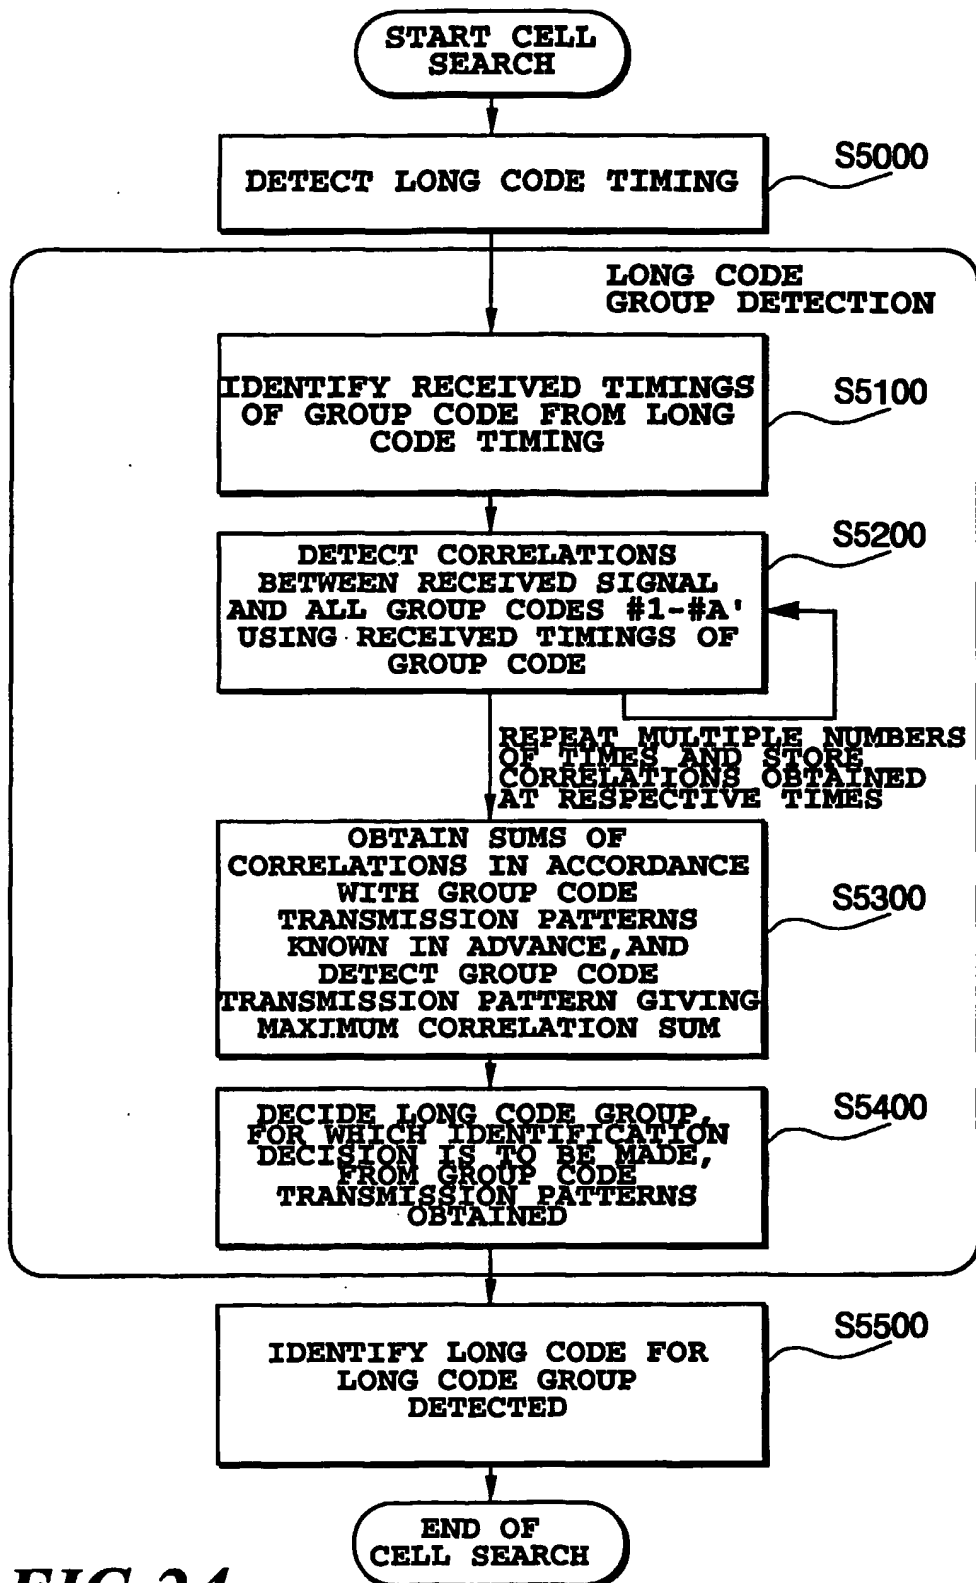 START CELL
SEARCH
DETECT LONG CODE TIMING
S5000
LONG CODE
GROUP DETECTION
IDENTIFY RECEIVED TIMINGS
OF GROUP CODE FROM LONG
CODE TIMING
S5100
DETECT CORRELATIONS
BETWEEN RECEIVED SIGNAL
AND ALL GROUP CODES #1-#A'
USING RECEIVED TIMINGS OF
GROUP CODE
S5200
REPEAT MULTIPLE NUMBERS
OF TIMES AND STORE
CORRELATIONS OBTAINED
AT RESPECTIVE TIMES
OBTAIN SUMS OF
CORRELATIONS IN ACCORDANCE
WITH GROUP CODE
TRANSMISSION PATTERNS
KNOWN IN ADVANCE, AND
DETECT GROUP CODE
TRANSMISSION PATTERN GIVING
MAXIMUM CORRELATION SUM
S5300
DECIDE LONG CODE GROUP,
FOR WHICH IDENTIFICATION
DECISION IS TO BE MADE,
FROM GROUP CODE
TRANSMISSION PATTERNS
OBTAINED
S5400
IDENTIFY LONG CODE FOR
LONG CODE GROUP
DETECTED
S5500
END OF
CELL SEARCH
FIG.24